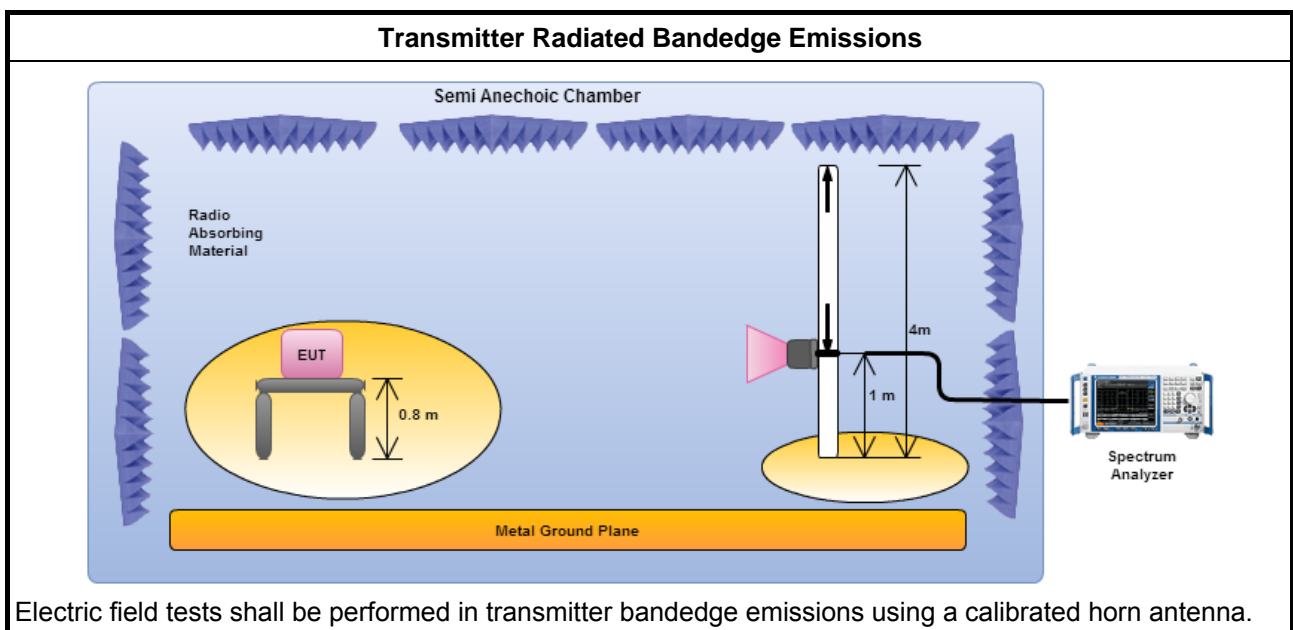 Transmitter Radiated Bandedge Emissions
Semi Anechoic Chamber
Radio
Absorbing
Material
EUT
0.8 m
4m
1 m
Spectrum
Analyzer
Metal Ground Plane
Electric field tests shall be performed in transmitter bandedge emissions using a calibrated horn antenna.